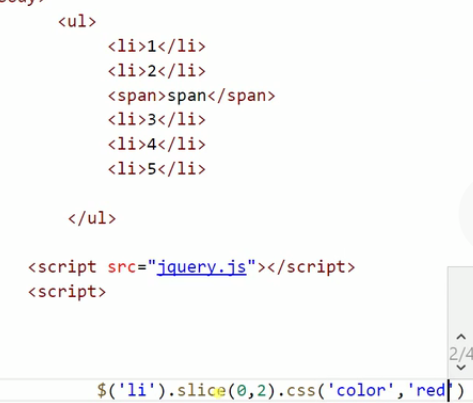 <ul>
<li>1</li>
<li>2</li>
<span>span</span>
<li>3</li>
<li>4</li>
<li>5</li>
</ul>
<script src="jquery.js"></script>
<script>
2/4
$('li').slice(0,2).css('color','red')